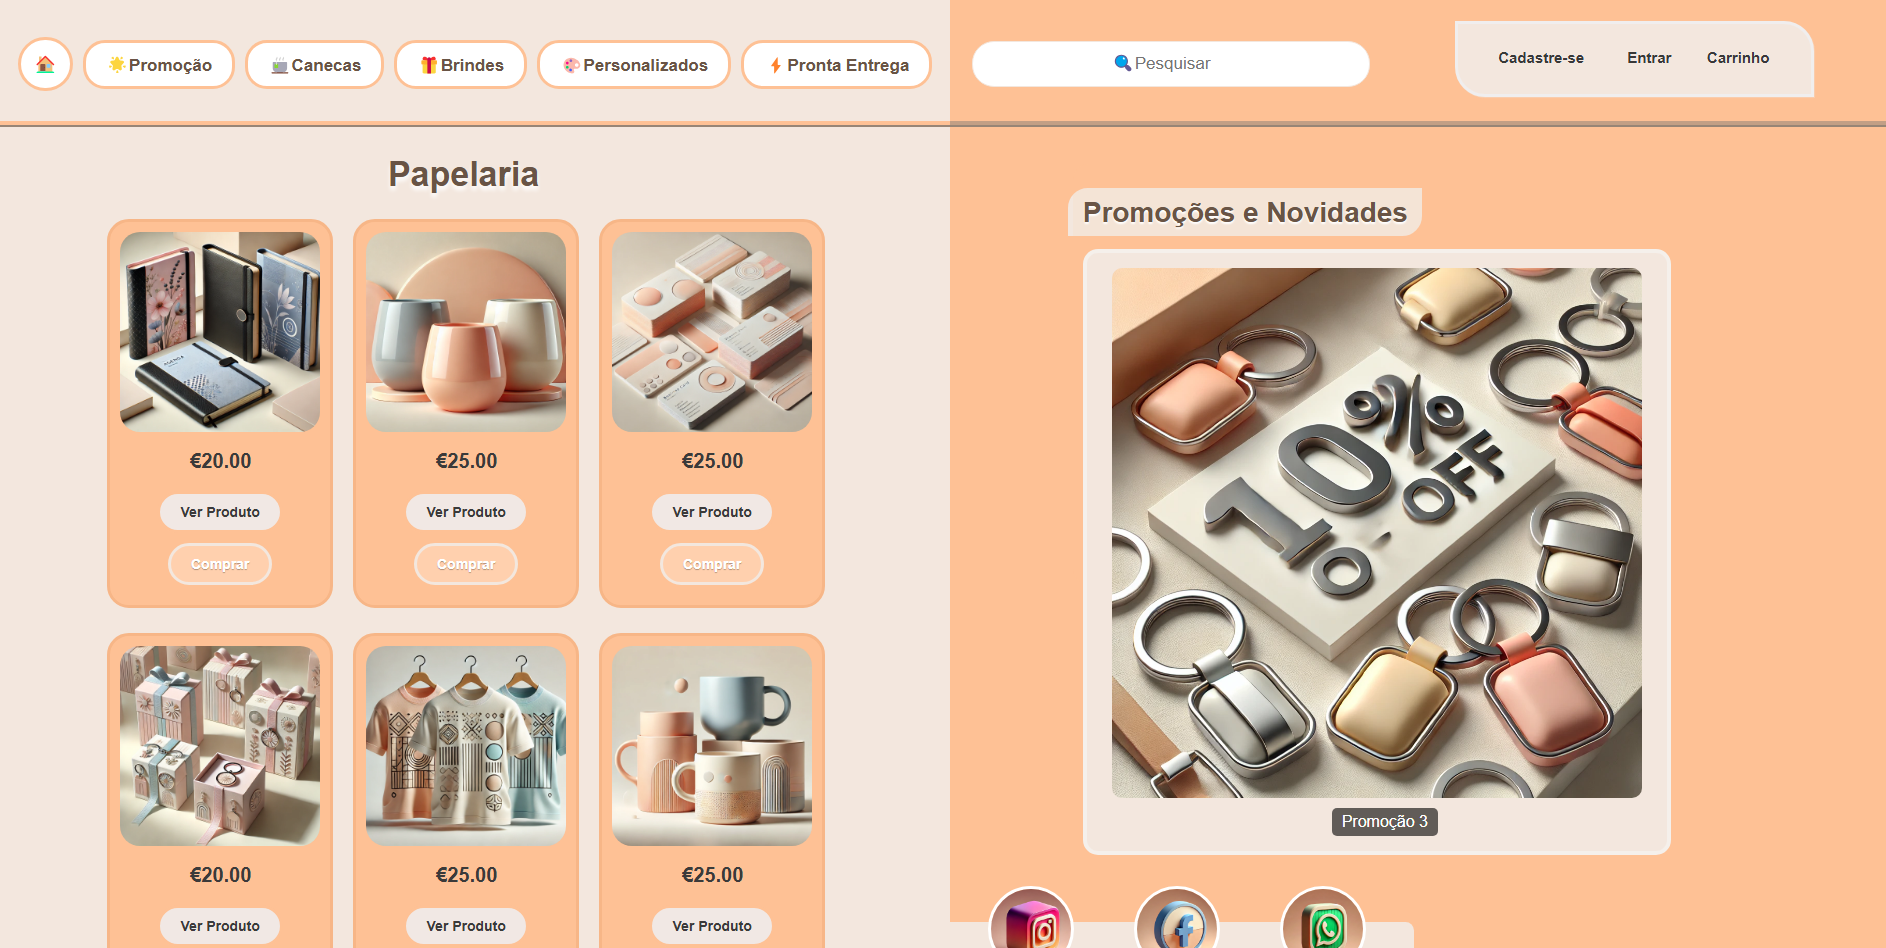 Promoção
Canecas
Brindes
Personalizados
Pronta Entrega
Pesquisar
Cadastre-se
Entrar
Carrinho
Papelaria
€20.00
Ver Produto
Comprar
€25.00
Ver Produto
Comprar
€25.00
Ver Produto
Comprar
€20.00
Ver Produto
€25.00
Ver Produto
€25.00
Ver Produto
Promoções e Novidades
10%
OFF
Promoção 3